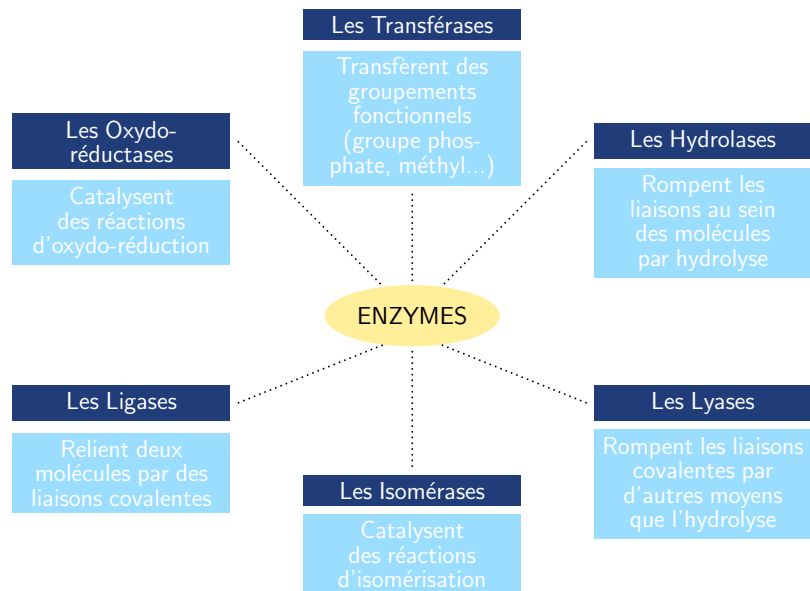 Les Transférases
Transfèrent des
groupements
fonctionnels
(groupe phos-
phate, méthyl...)
Les Oxydo-
réductases
Catalysent
des réactions
d'oxydo-réduction
Les Hydrolases
Rompent les
liaisons au sein
des molécules
par hydrolyse
ENZYMES
Les Ligases
Relient deux
molécules par des
liaisons covalentes
Les Isomérases
Catalysent
des réactions
d'isomérisation
Les Lyases
Rompent les liaisons
covalentes par
d'autres moyens
que l'hydrolyse